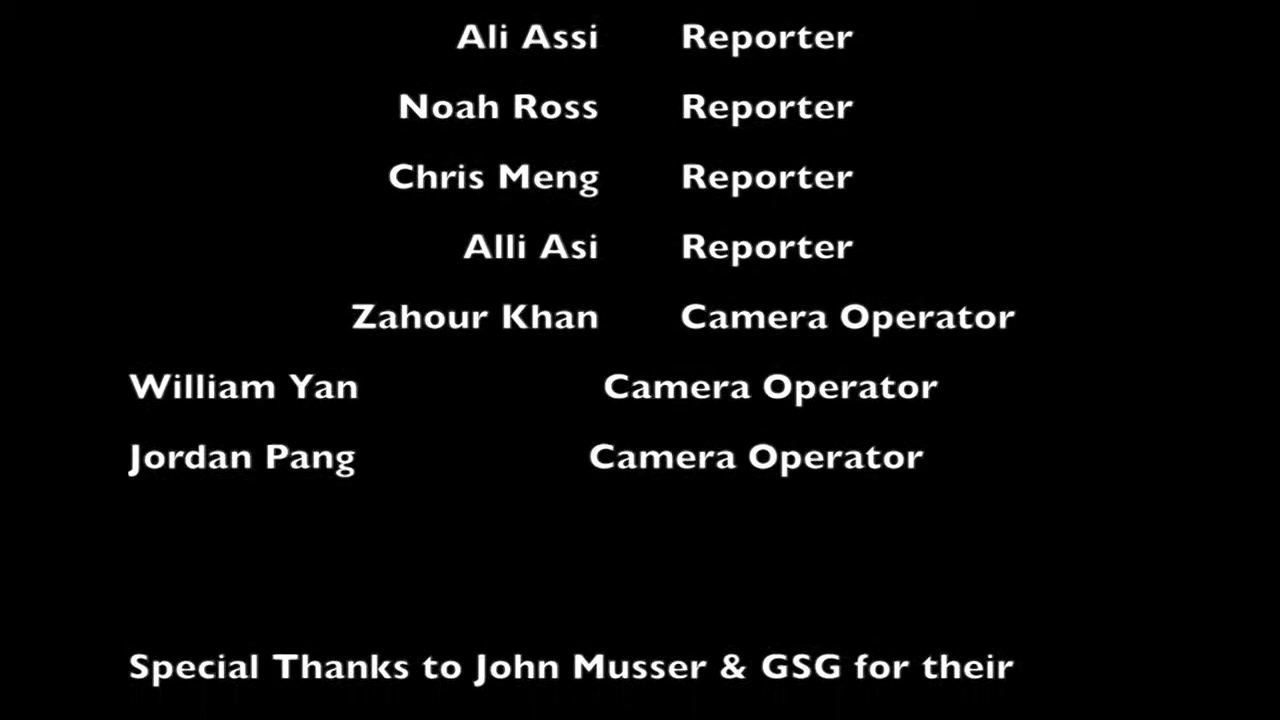 Ali Assi Reporter
Noah Ross Reporter
Chris Meng Reporter
Alli Asi Reporter
Zahour Khan Camera Operator
William Yan Camera Operator
Jordan Pang Camera Operator
Special Thanks to John Musser & GSG for their